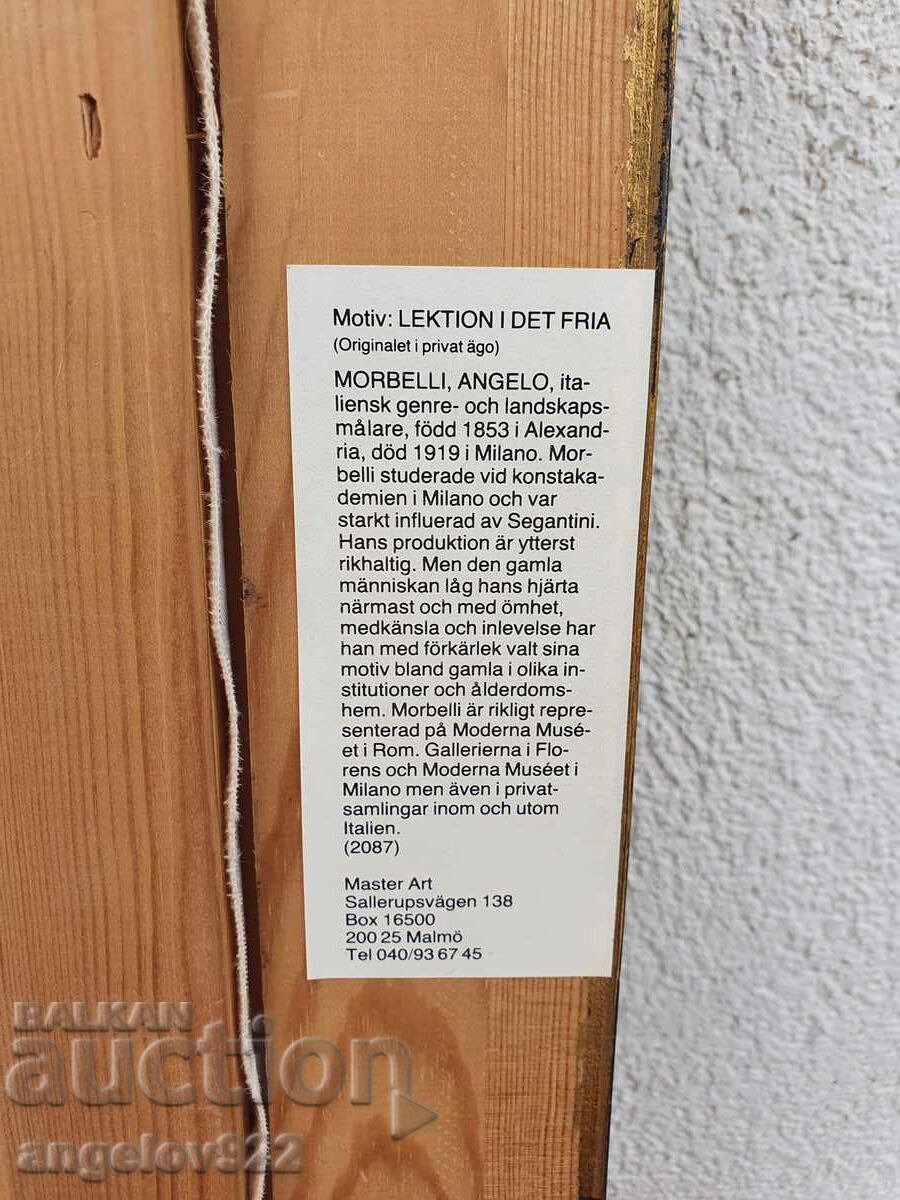 Motiv: LEKTION I DET FRIA
(Originalet i privat ägo)
MORBELLI, ANGELO, ita-
liensk genre- och landskaps-
målare, född 1853 i Alexand-
ria, död 1919 i Milano. Mor-
belli studerade vid konstaka-
demien i Milano och var
starkt influerad av Segantini.
Hans produktion är ytterst
rikhaltig. Men den gamla
människan låg hans hjärta
närmast och med ömhet,
medkänsla och inlevelse har
han med förkärlek valt sina
motiv bland gamla i olika in-
stitutioner och ålderdoms-
hem. Morbelli är rikligt repre-
senterad på Moderna Musé-
et i Rom. Gallerierna i Flo-
rens och Moderna Muséet i
Milano men även i privat-
samlingar inom och utom
Italien.
(2087)
Master Art
Sallerupsvägen 138
Box 16500
200 25 Malmö
Tel 040/93 67 45
BALKAN
auction
angelov922